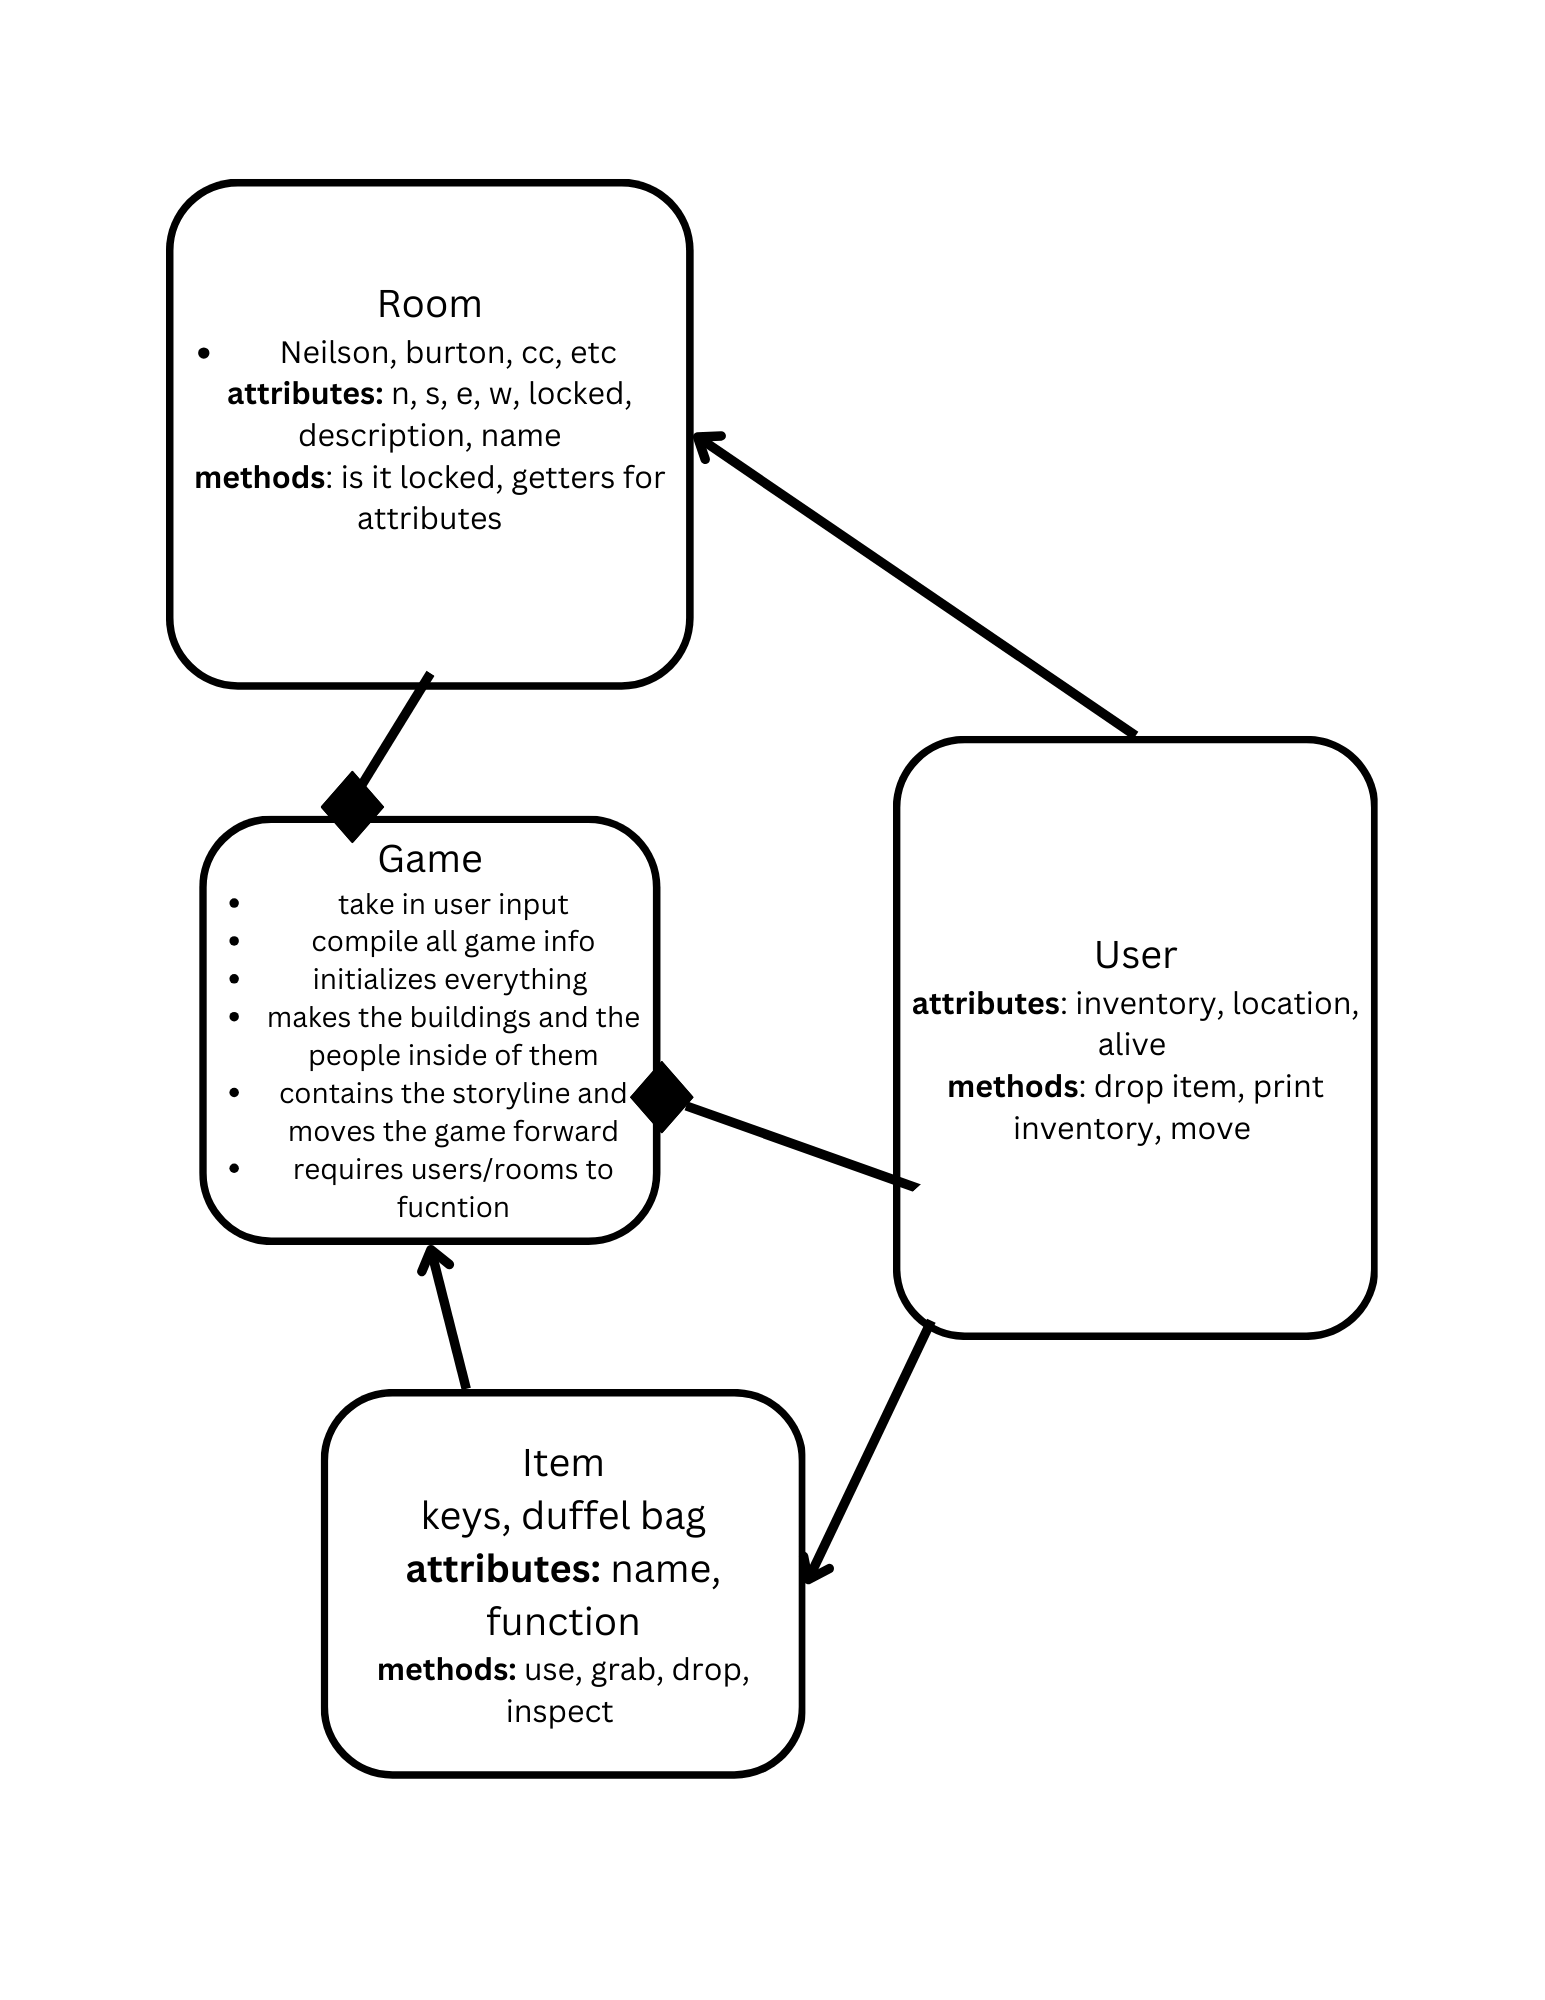 Room
• Neilson, burton, cc, etc
attributes: n, s, e, w, locked,
description, name
methods: is it locked, getters for
attributes
Game
• take in user input
• compile all game info
• initializes everything
• makes the buildings and the
people inside of them
• contains the storyline and
moves the game forward
• requires users/rooms to
fucntion
User
attributes: inventory, location,
alive
methods: drop item, print
inventory, move
Item
keys, duffel bag
attributes: name,
function
methods: use, grab, drop,
inspect